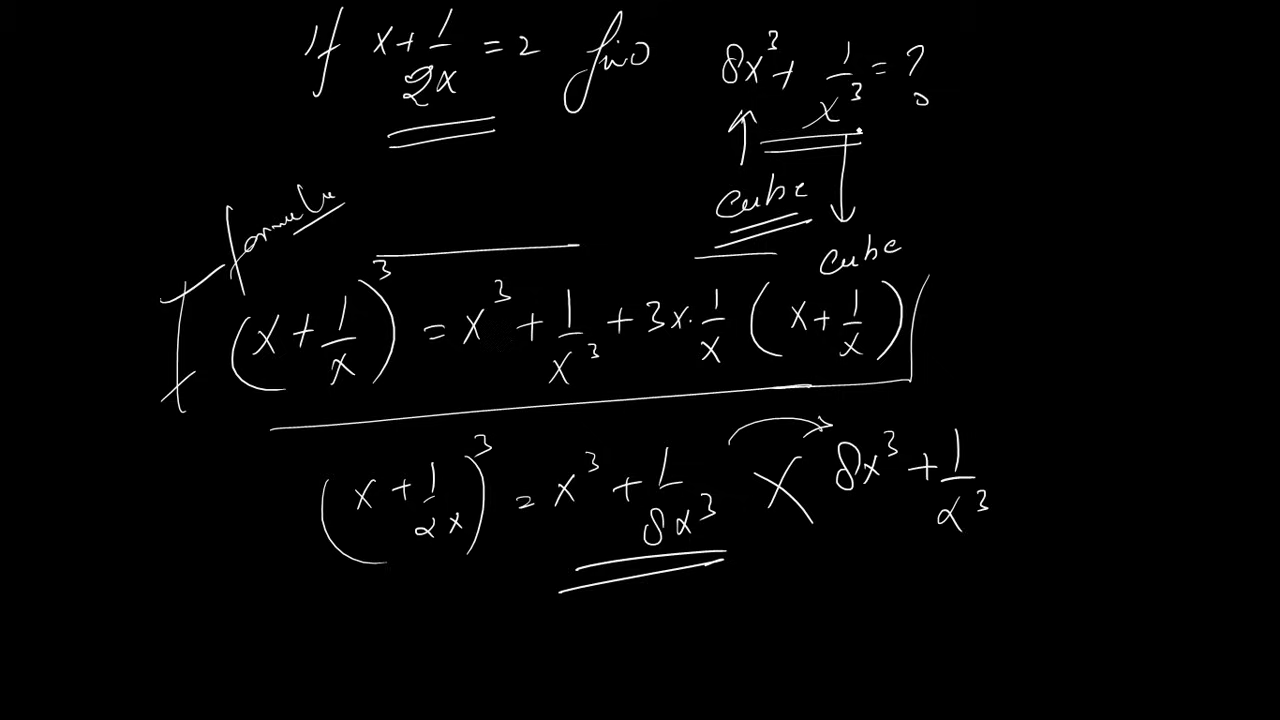 If x + 1/2x = 2 find 8x³ + 1/x³ = ?
cube
cube
formula
(x + 1/x)³ = x³ + 1/x³ + 3x · 1/x (x + 1/x)
(x + 1/2x)³ = x³ + 1/8x³ X 8x³ + 1/x³